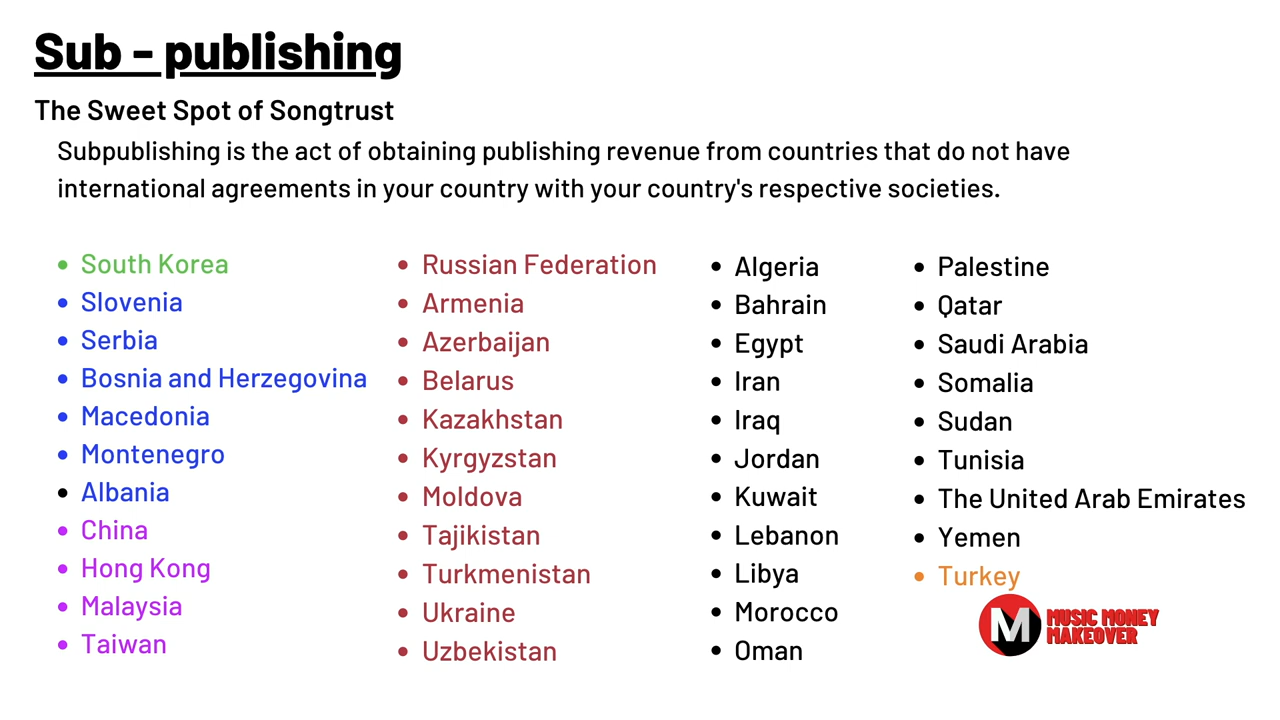 Sub - publishing
The Sweet Spot of Songtrust
Subpublishing is the act of obtaining publishing revenue from countries that do not have
international agreements in your country with your country's respective societies.
South Korea
Slovenia
Serbia
Bosnia and Herzegovina
Macedonia
Montenegro
Albania
China
Hong Kong
Malaysia
Taiwan
Russian Federation
Armenia
Azerbaijan
Belarus
Kazakhstan
Kyrgyzstan
Moldova
Tajikistan
Turkmenistan
Ukraine
Uzbekistan
Algeria
Bahrain
Egypt
Iran
Iraq
Jordan
Kuwait
Lebanon
Libya
Morocco
Oman
Palestine
Qatar
Saudi Arabia
Somalia
Sudan
Tunisia
The United Arab Emirates
Yemen
Turkey
M
MUSIC MONEY
MAKEOVER